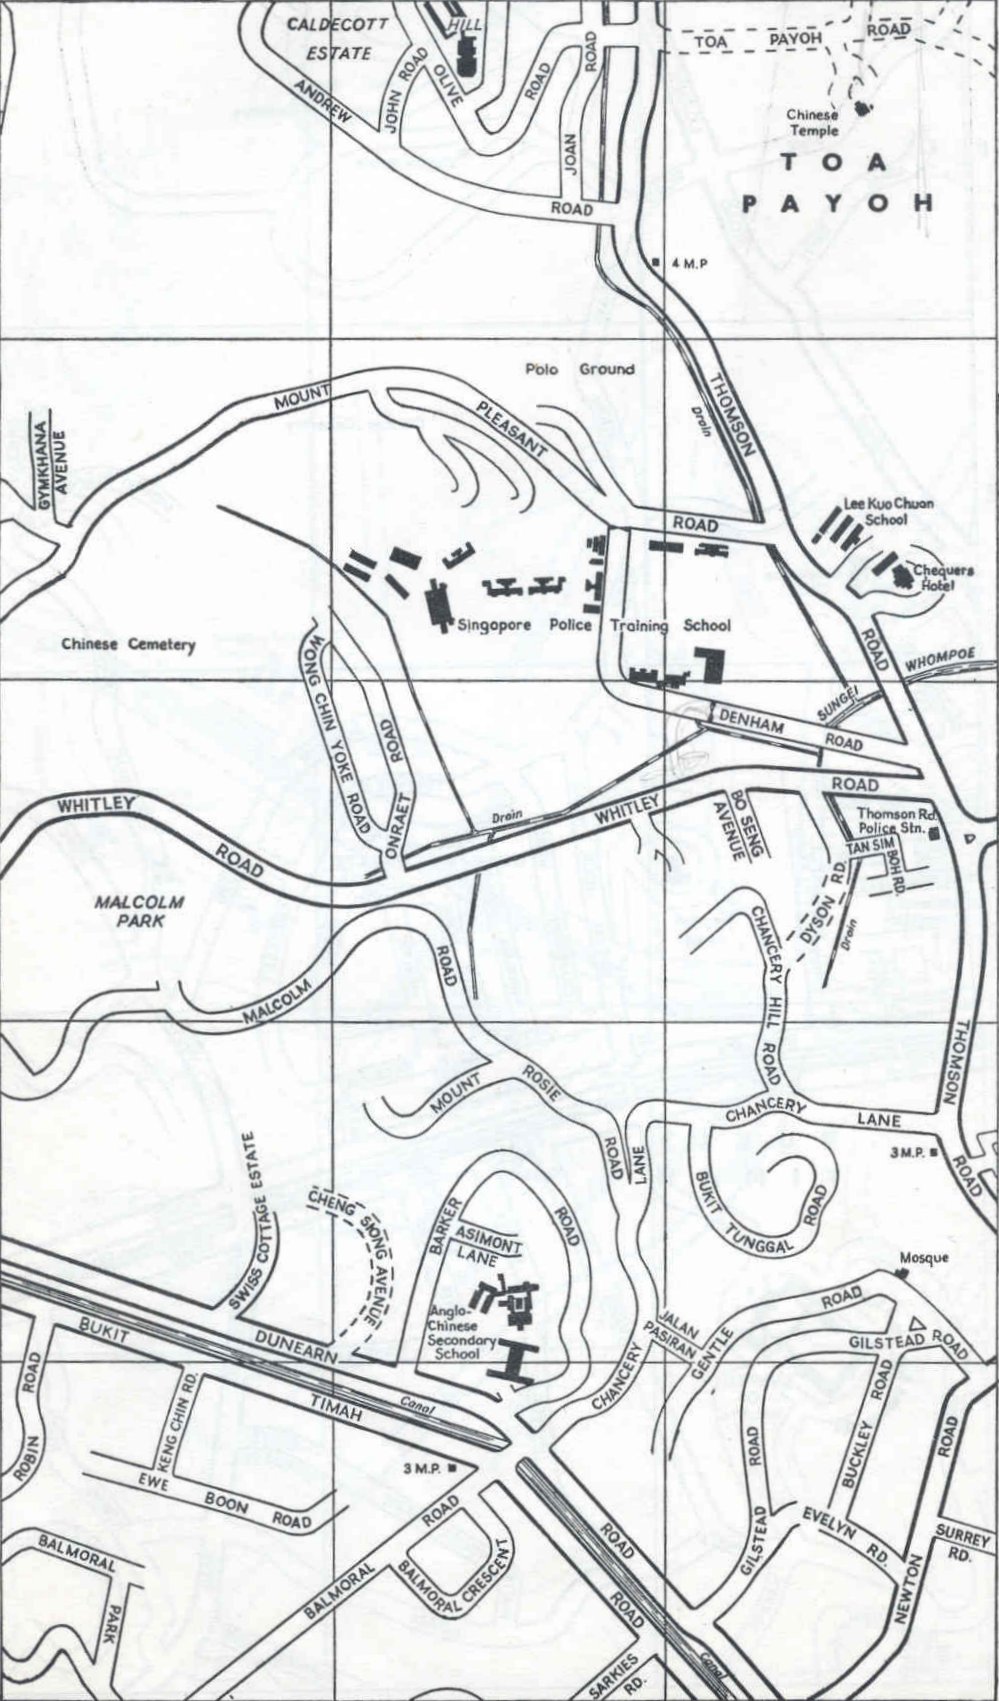 CALDECOTT
ESTATE
HILL
ANDREW
JOHN ROAD
OLIVE
ROAD
JOAN
ROAD
ROAD
TOA PAYOH ROAD
Chinese
Temple
TOA
PAYOH
4 M.P
Polo Ground
MOUNT
PLEASANT
ROAD
Drain
THOMSON
GYMKHANA
AVENUE
Lee Kuo Chuan
School
Chequers
Hotel
Singapore Police Training School
Chinese Cemetery
WONG CHIN YOKE ROAD
ROAD
ONRAET
ROAD
SUNGEI
WHOMPOE
DENHAM
ROAD
WHITLEY
ROAD
Drain
WHITLEY
ROAD
BO SENG
AVENUE
Thomson Rd.
Police Stn.
TAN SIM
BOH RD.
DYSON
RD.
Drain
MALCOLM
PARK
MALCOLM
ROAD
CHANCERY HILL ROAD
THOMSON
ROAD
MOUNT
ROSIE
ROAD
LANE
CHANCERY
LANE
3 M.P.
BUKIT
TUNGGAL
ROAD
SWISS COTTAGE ESTATE
CHENG SIONG AVENUE
BARKER
ROAD
ASIMONT
LANE
Anglo-
Chinese
Secondary
School
Mosque
JALAN
PASIRAN
GENTLE
ROAD
GILSTEAD ROAD
BUKIT
DUNEARN
TIMAH
Canal
CHANCERY
ROAD
ROBIN
KENG CHIN RD.
EWE
BOON
ROAD
3 M.P.
ROAD
BALMORAL
BALMORAL CRESCENT
BALMORAL
PARK
ROAD
ROAD
Canal
SARKIES
RD.
ROAD
GILSTEAD
ROAD
BUCKLEY
EVELYN
RD.
ROAD
NEWTON
SURREY
RD.